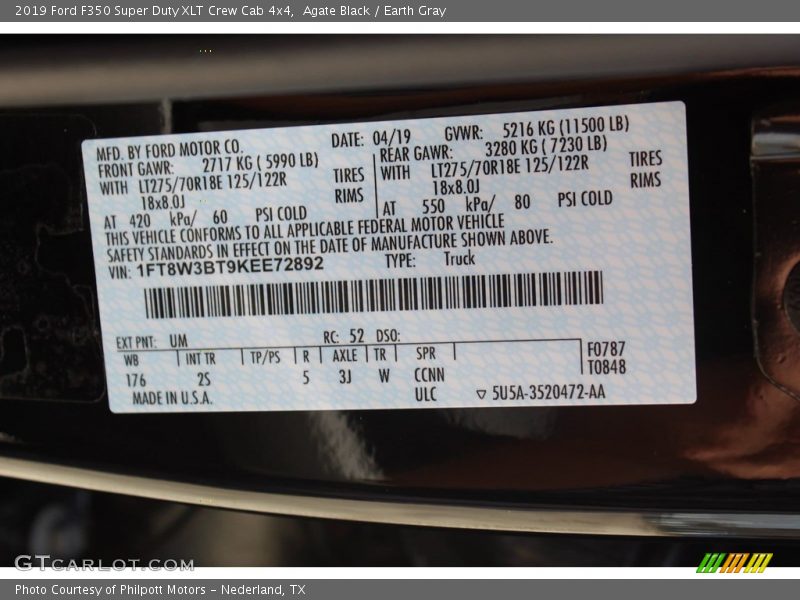 2019 Ford F350 Super Duty XLT Crew Cab 4x4, Agate Black / Earth Gray
MFD. BY FORD MOTOR CO. DATE: 04/19 GVWR: 5216 KG (11500 LB)
FRONT GAWR: 2717 KG ( 5990 LB) REAR GAWR: 3280 KG ( 7230 LB)
WITH LT275/70R18E 125/122R TIRES WITH LT275/70R18E 125/122R TIRES
18x8.0J RIMS 18x8.0J RIMS
AT 420 kPa/ 60 PSI COLD AT 550 kPa/ 80 PSI COLD
THIS VEHICLE CONFORMS TO ALL APPLICABLE FEDERAL MOTOR VEHICLE
SAFETY STANDARDS IN EFFECT ON THE DATE OF MANUFACTURE SHOWN ABOVE.
VIN: 1FT8W3BT9KEE72892 TYPE: Truck
EXT PNT: UM RC: 52 DSO:
WB INT TR TP/PS R AXLE TR SPR F0787
176 2S 5 3J W CCNN T0848
MADE IN U.S.A. ULC ▽ 5U5A-3520472-AA
GTCARLOT.COM
Photo Courtesy of Philpott Motors - Nederland, TX